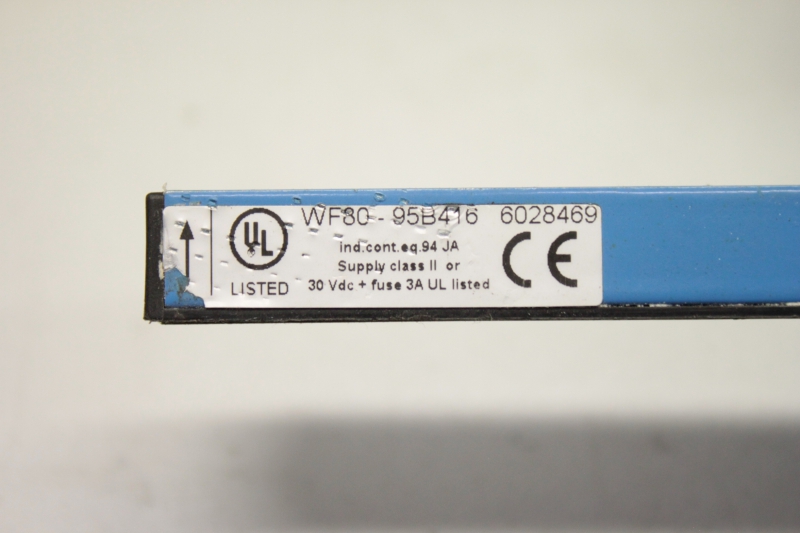 WF80 - 95B416 6028469
UL
ind.cont.eq.94 JA
Supply class II or
LISTED 30 Vdc + fuse 3A UL listed
CE